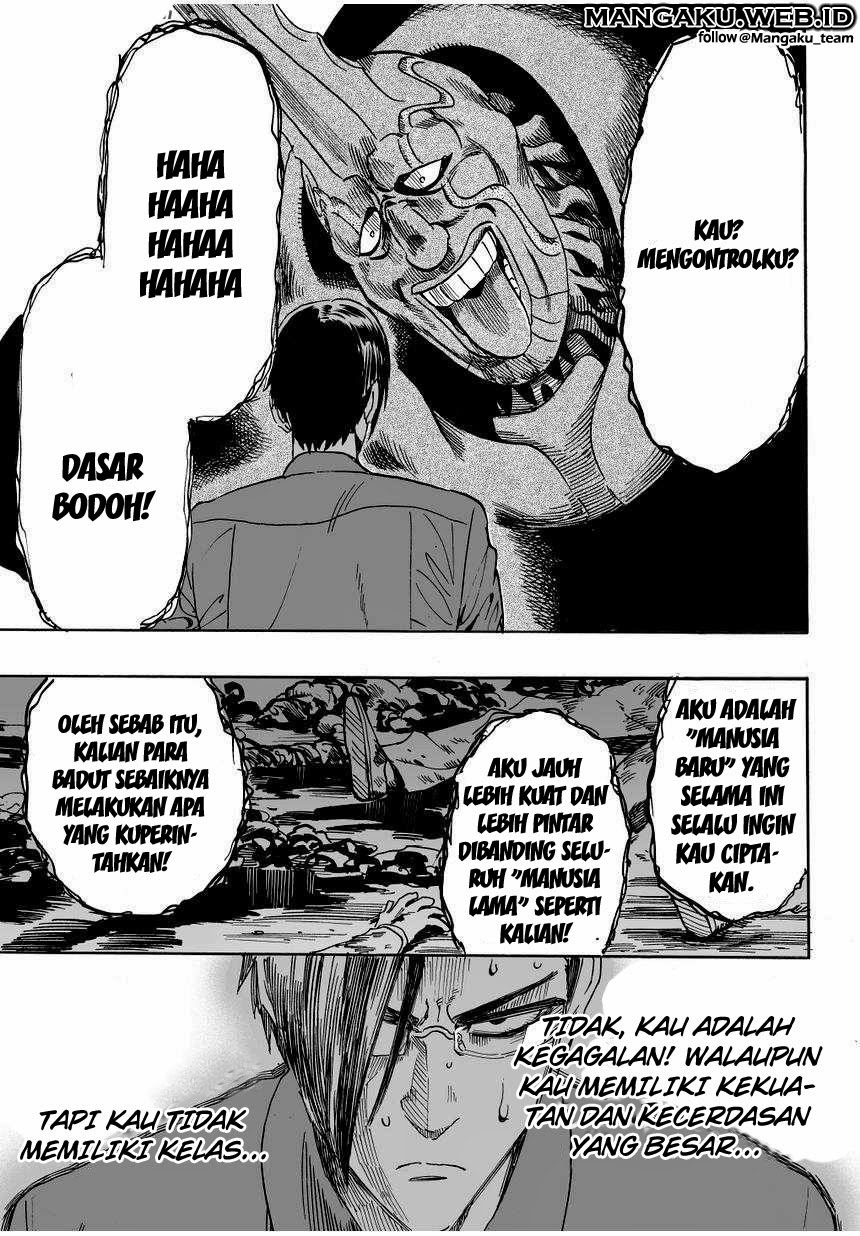 MANGAKU.WEB.ID
follow @Mangaku_team
KAU?
MENGONTROLKU?
HAHA
HAAHA
HAHAA
HAHAHA
DASAR
BODOH!
AKU ADALAH
"MANUSIA
BARU" YANG
SELAMA INI
SELALU INGIN
KAU CIPTA-
KAN.
AKU JAUH
LEBIH KUAT DAN
LEBIH PINTAR
DIBANDING SELU-
RUH "MANUSIA
LAMA" SEPERTI
KALIAN!
OLEH SEBAB ITU,
KALIAN PARA
BADUT SEBAIKNYA
MELAKUKAN APA
YANG KUPERIN-
TAHKAN!
TIDAK, KAU ADALAH
KEGAGALAN! WALAUPUN
KAU MEMILIKI KEKUA-
TAN DAN KECERDASAN
YANG BESAR...
TAPI KAU TIDAK
MEMILIKI KELAS...